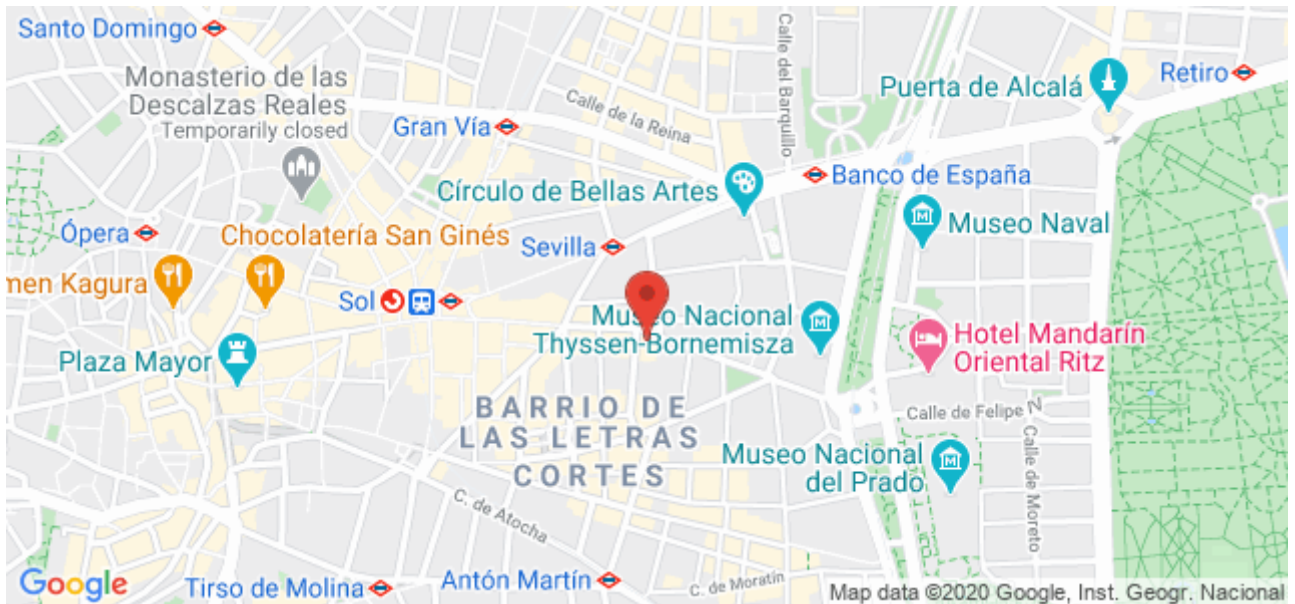 Santo Domingo
Monasterio de las
Descalzas Reales
Temporarily closed
Gran Vía
Calle de la Reina
Calle del Barquillo
Puerta de Alcalá
Retiro
Círculo de Bellas Artes
Banco de España
Ópera
Chocolatería San Ginés
Sevilla
Museo Naval
men Kagura
Sol
Museo Nacional
Thyssen-Bornemisza
Hotel Mandarín
Oriental Ritz
Plaza Mayor
BARRIO DE
LAS LETRAS
CORTES
Calle de Felipe
Calle de Moreto
Museo Nacional
del Prado
C. de Atocha
Google
Tirso de Molina
Antón Martín
C. de Moratín
Map data ©2020 Google, Inst. Geogr. Nacional